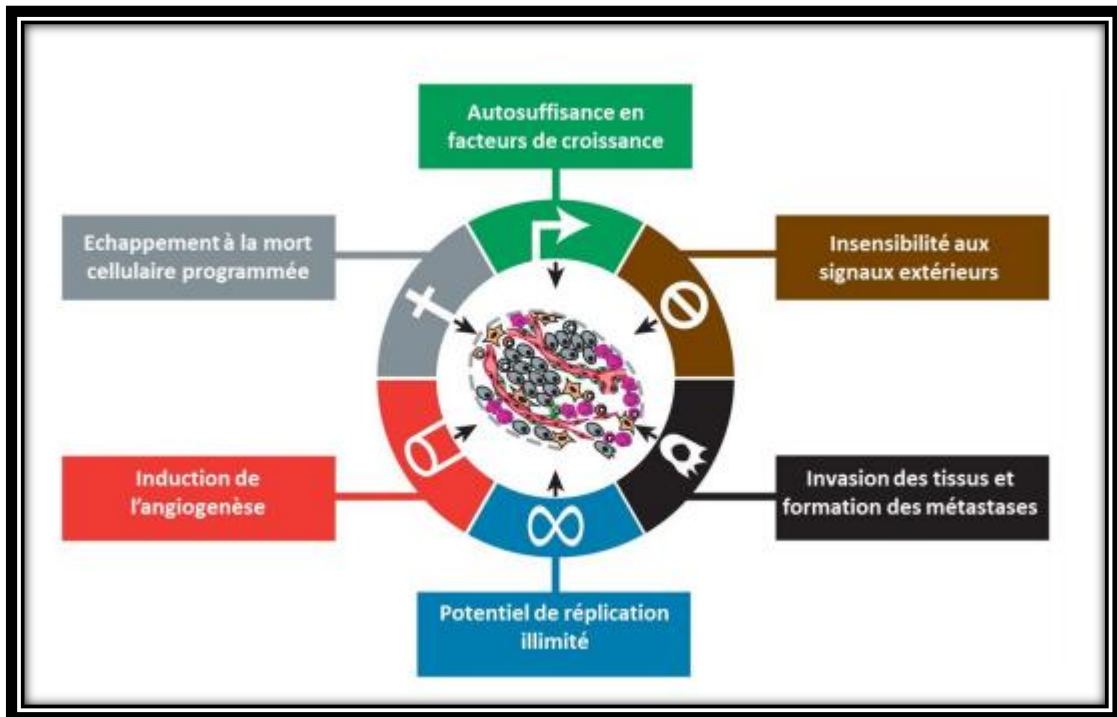 Autosuffisance en
facteurs de croissance
Echappement à la mort
cellulaire programmée
Insensibilité aux
signaux extérieurs
Induction de
l'angiogenèse
Invasion des tissus et
formation des métastases
Potentiel de réplication
illimité